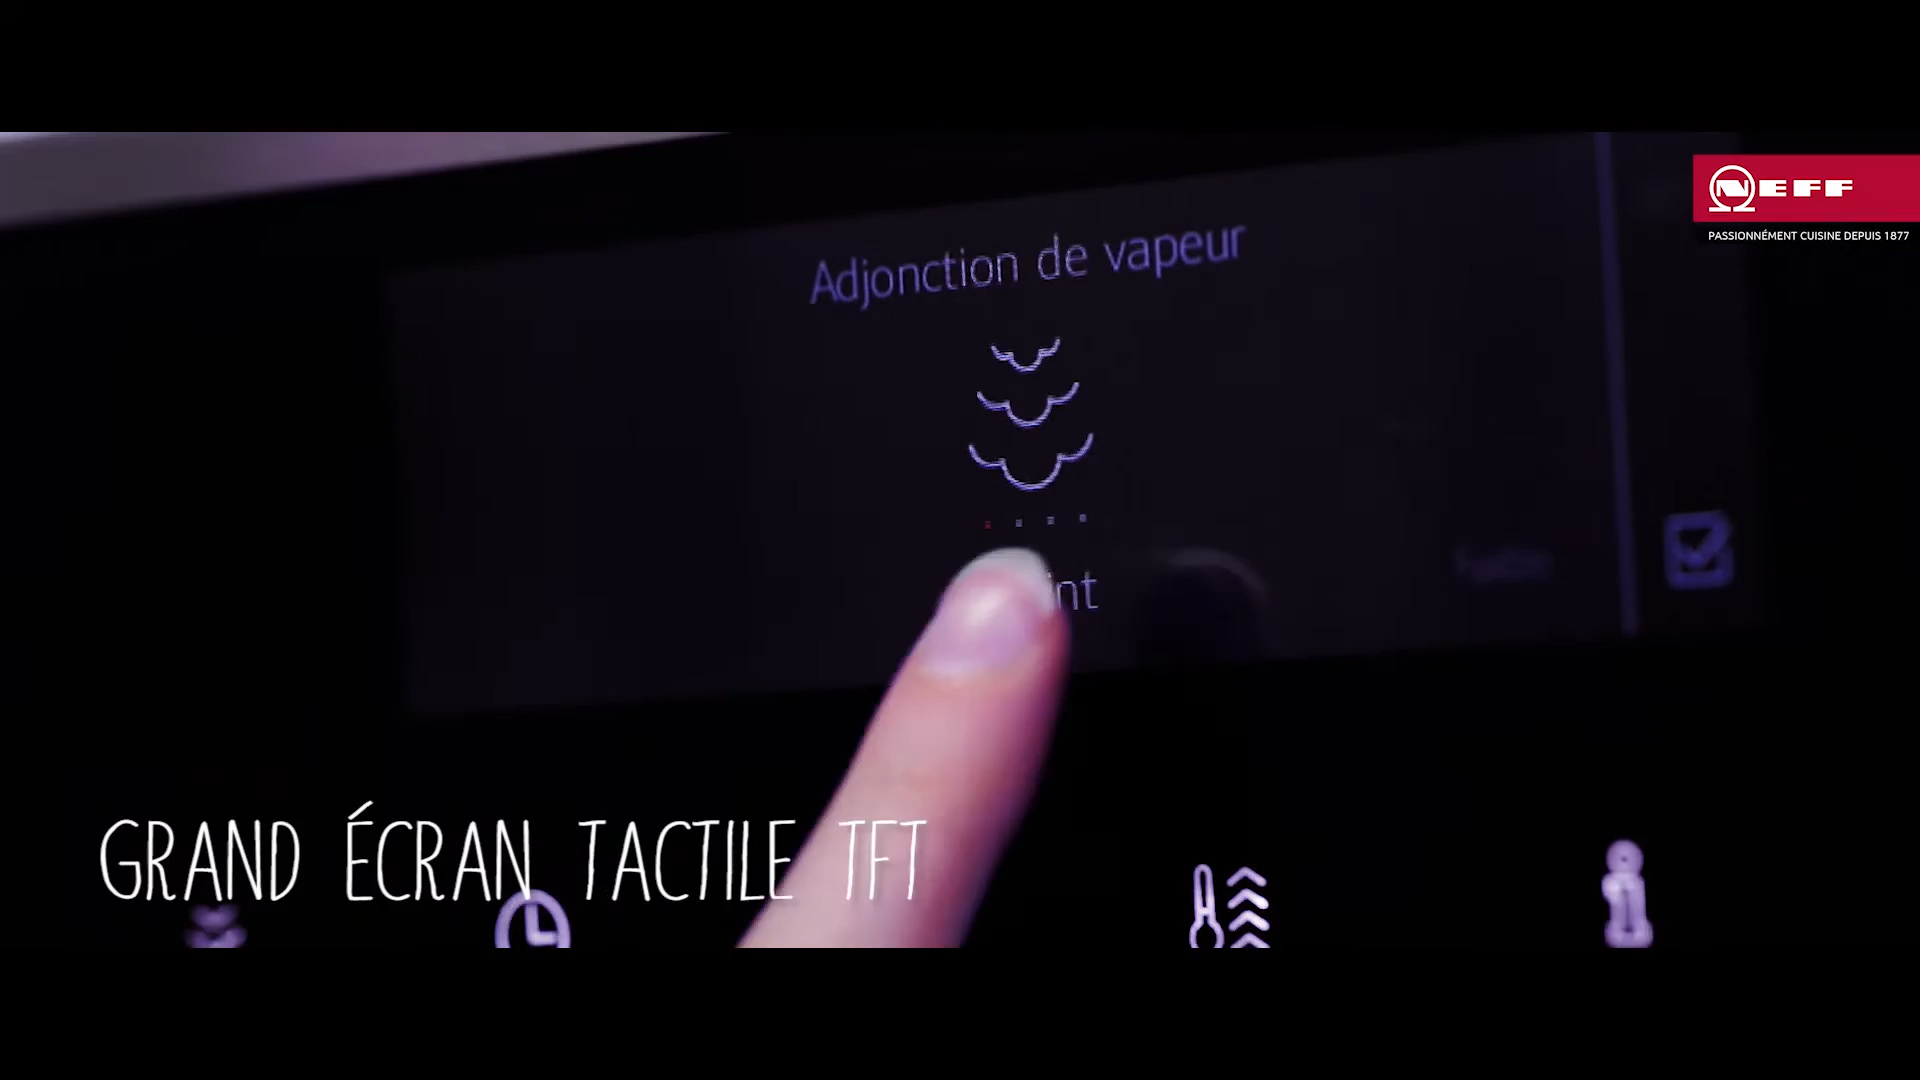 NEFF
PASSIONNÉMENT CUISINE DEPUIS 1877
Adjonction de vapeur
GRAND ÉCRAN TACTILE TFT